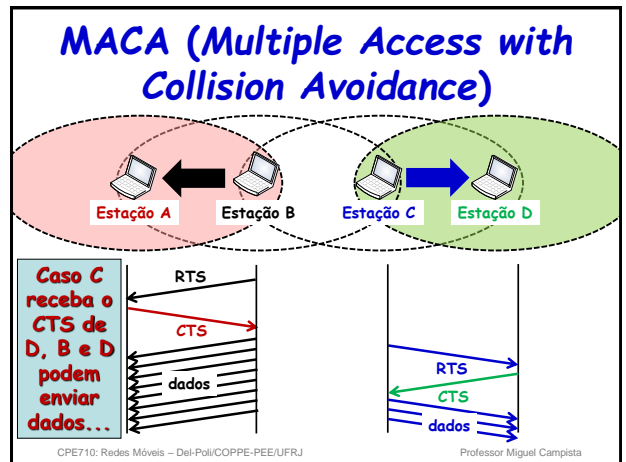 MACA (Multiple Access with
Collision Avoidance)
Estação A
Estação B
Estação C
Estação D
Caso C
receba o
CTS de
D, B e D
podem
enviar
dados...
RTS
CTS
dados
RTS
CTS
dados
CPE710: Redes Móveis – Del-Poli/COPPE-PEE/UFRJ
Professor Miguel Campista